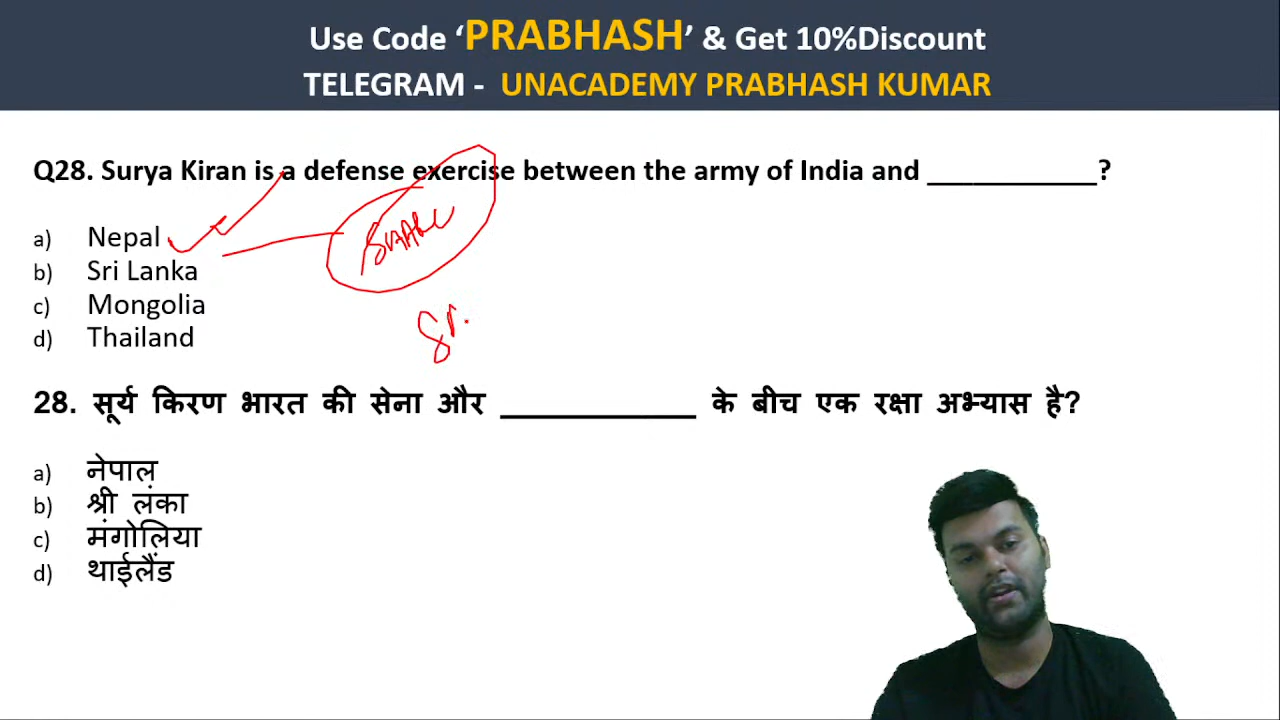 Use Code ‘PRABHASH’ & Get 10%Discount
TELEGRAM - UNACADEMY PRABHASH KUMAR
Q28. Surya Kiran is a defense exercise between the army of India and ___________?
a) Nepal
b) Sri Lanka
c) Mongolia
d) Thailand
28. सूर्य किरण भारत की सेना और ____________ के बीच एक रक्षा अभ्यास है?
a) नेपाल
b) श्री लंका
c) मंगोलिया
d) थाईलैंड